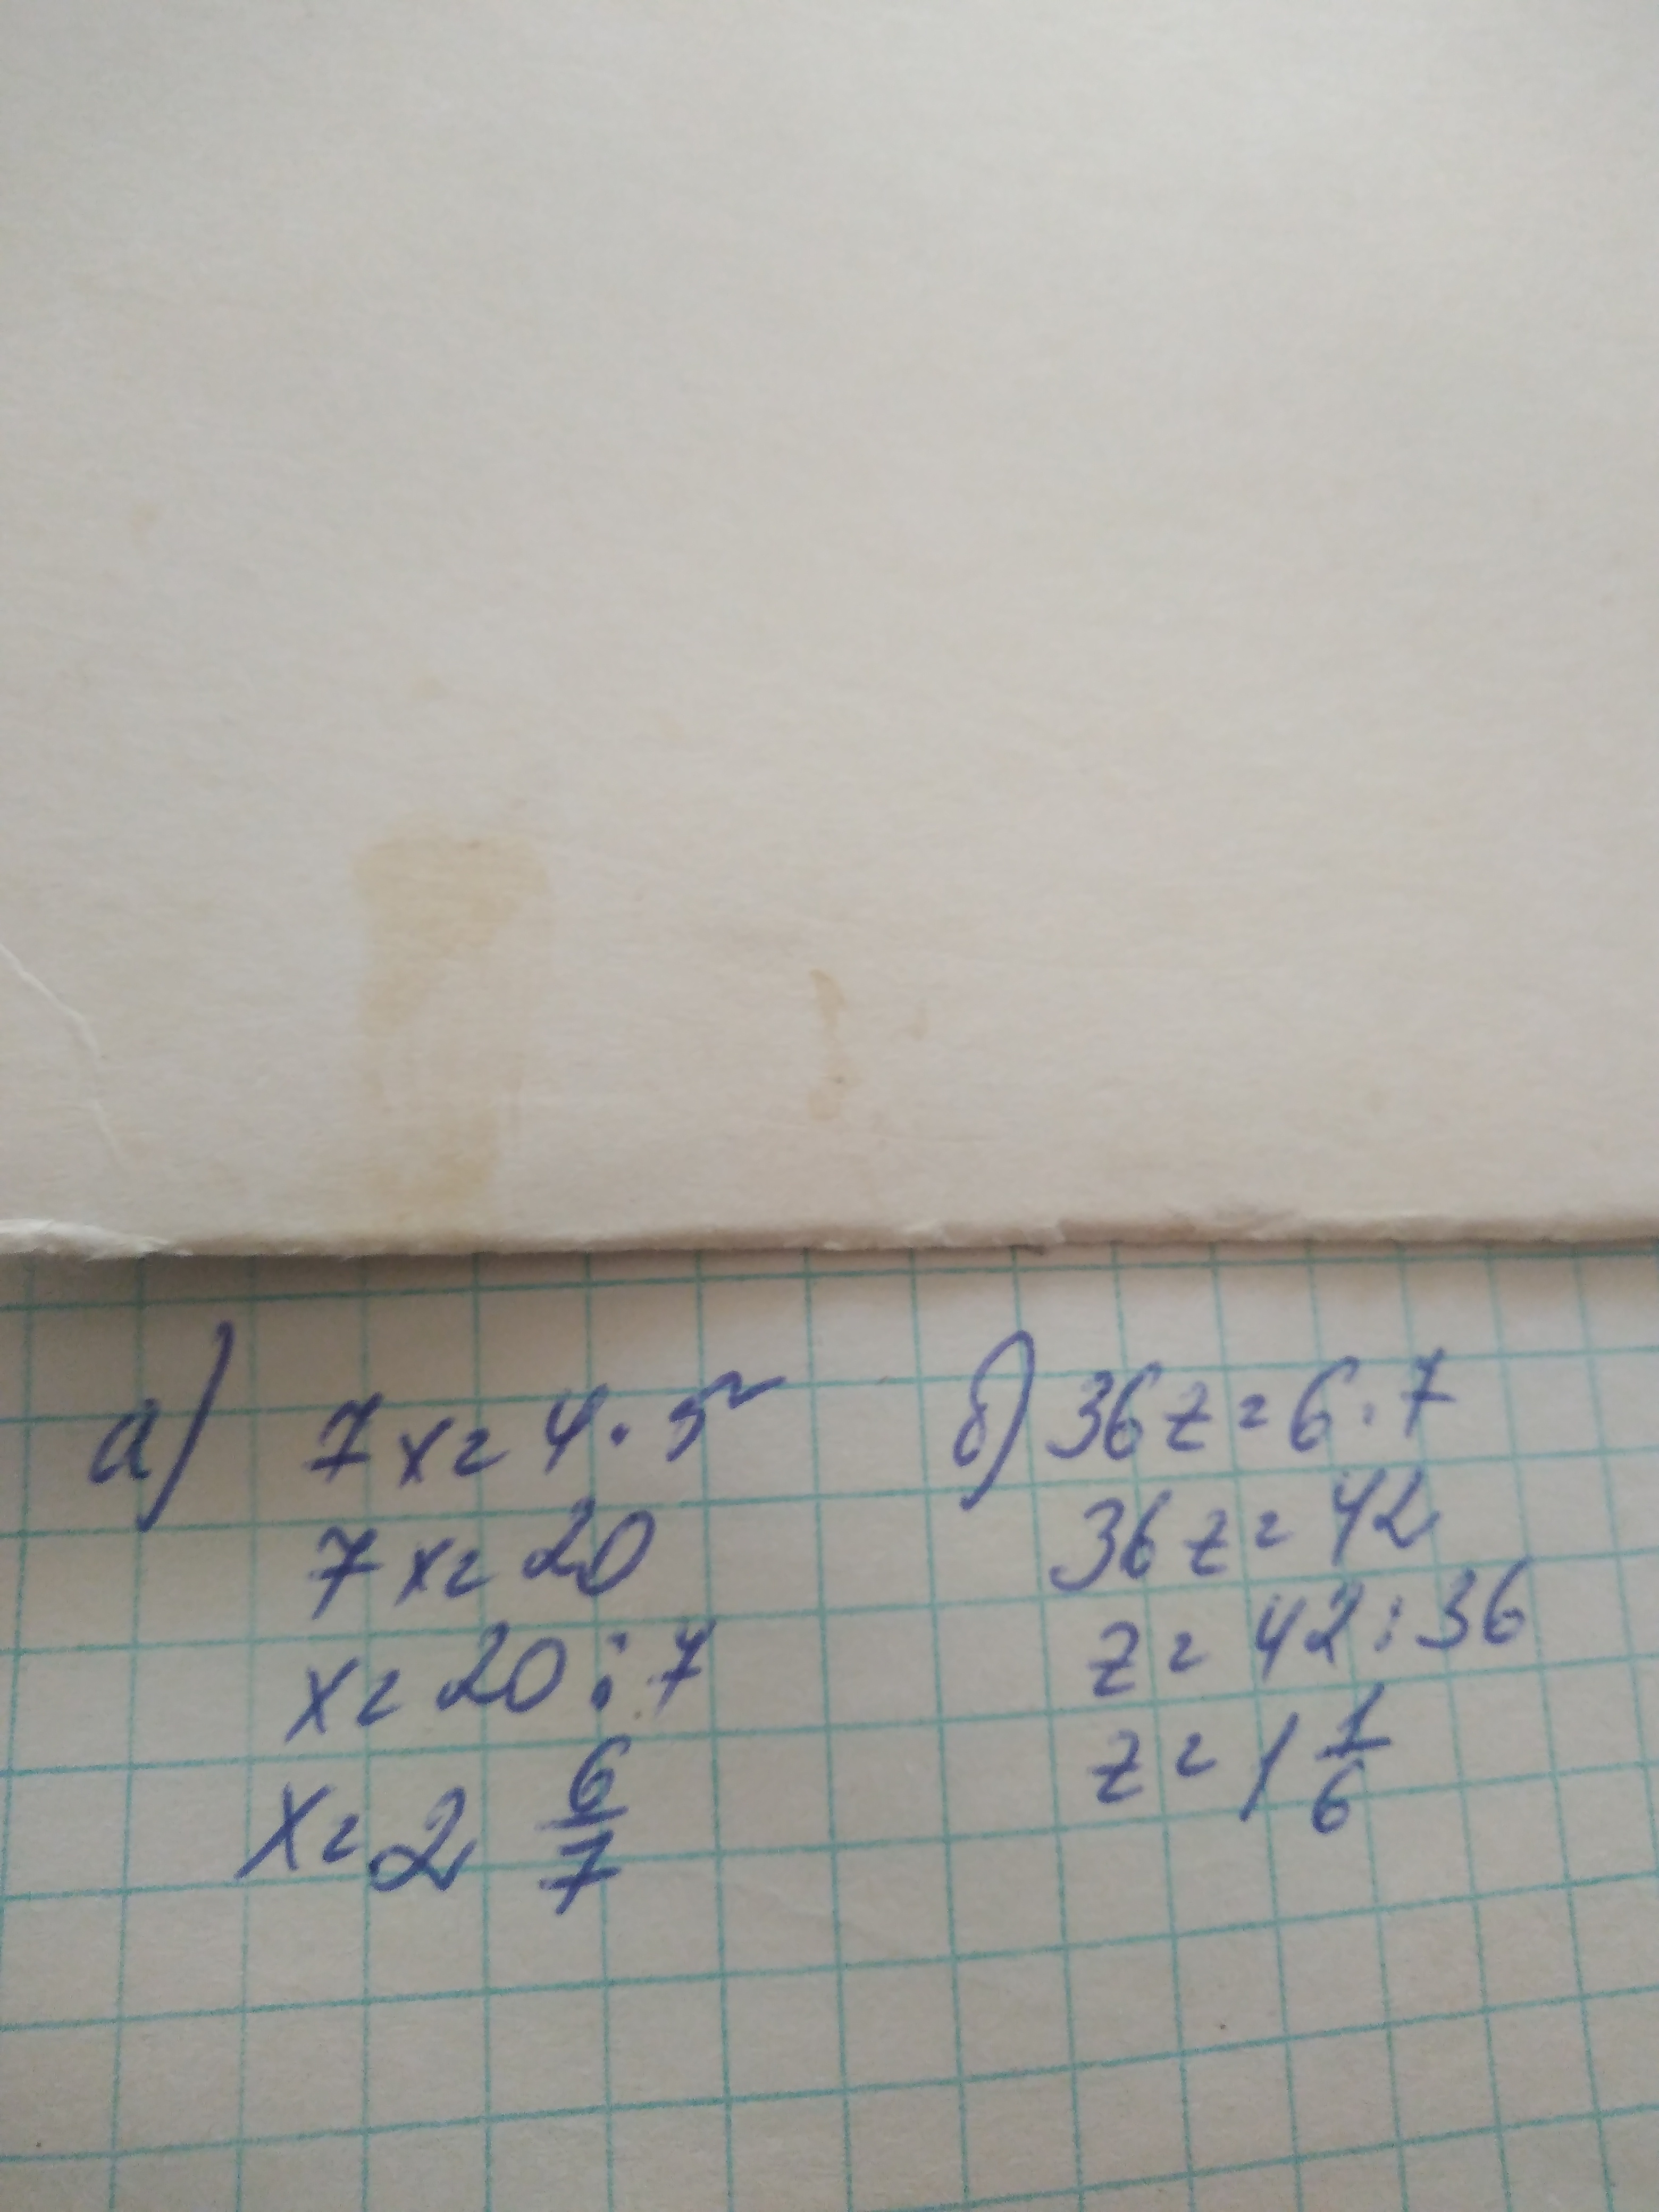 а) 7x = 4 · 5
7x = 20
x = 20 : 7
x = 2 6/7
б) 36z = 6 · 7
36z = 42
z = 42 : 36
z = 1 1/6